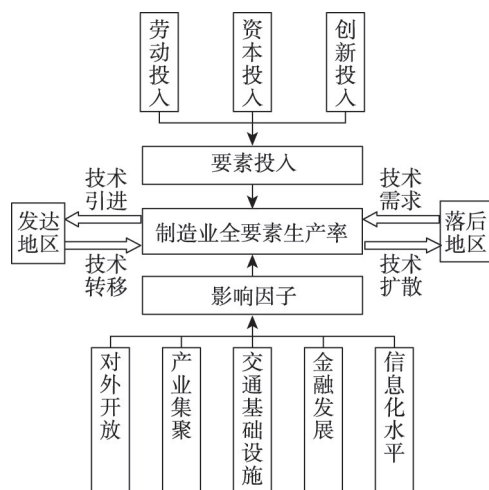 劳动投入
资本投入
创新投入
要素投入
技术
引进
技术
需求
发达
地区
制造业全要素生产率
落后
地区
技术
转移
技术
扩散
影响因子
对外开放
产业集聚
交通基础设施
金融发展
信息化水平